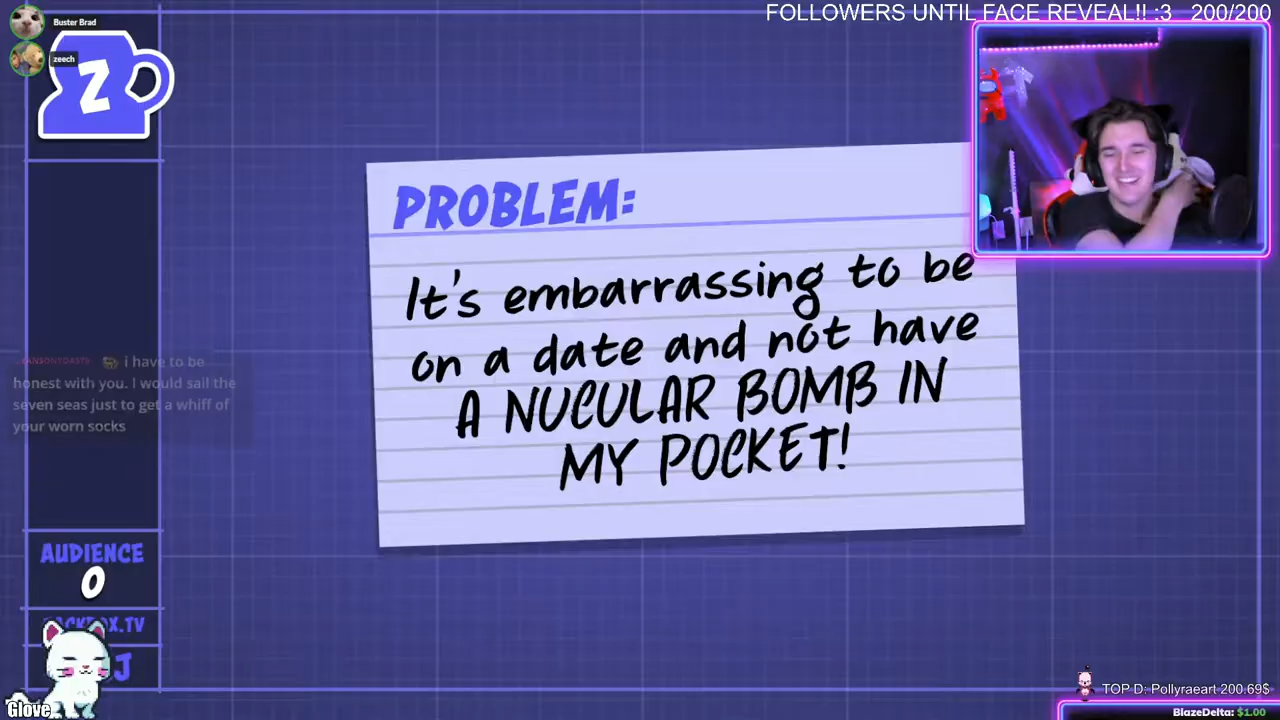 FOLLOWERS UNTIL FACE REVEAL!! :3 200/200
Buster Brad
zeech
Z
PROBLEM:
It's embarrassing to be
on a date and not have
A NUCULAR BOMB IN
MY POCKET!
i have to be
honest with you. I would sail the
seven seas just to get a whiff of
your worn socks
AUDIENCE
0
J
Glove
TOP D: Pollyraeart 200.69$
BlazeDelta: $1.00